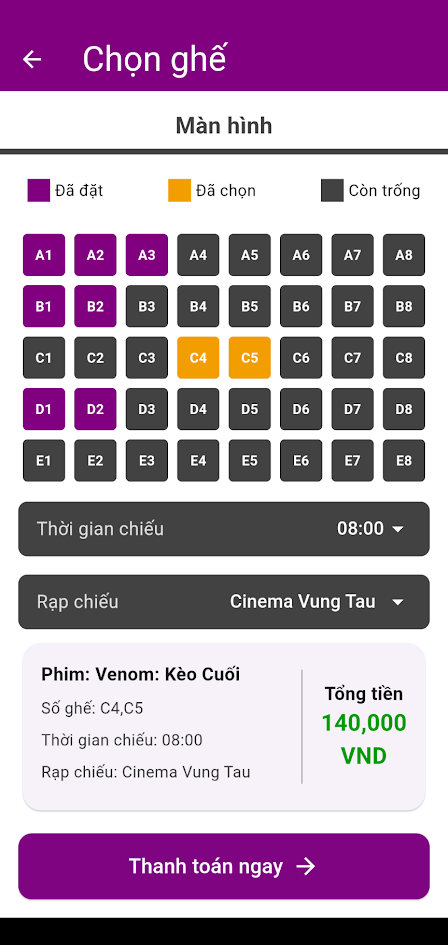 Chọn ghế
Màn hình
Đã đặt Đã chọn Còn trống
A1 A2 A3 A4 A5 A6 A7 A8
B1 B2 B3 B4 B5 B6 B7 B8
C1 C2 C3 C4 C5 C6 C7 C8
D1 D2 D3 D4 D5 D6 D7 D8
E1 E2 E3 E4 E5 E6 E7 E8
Thời gian chiếu 08:00
Rạp chiếu Cinema Vung Tau
Phim: Venom: Kèo Cuối
Số ghế: C4,C5
Thời gian chiếu: 08:00
Rạp chiếu: Cinema Vung Tau
Tổng tiền
140,000
VND
Thanh toán ngay